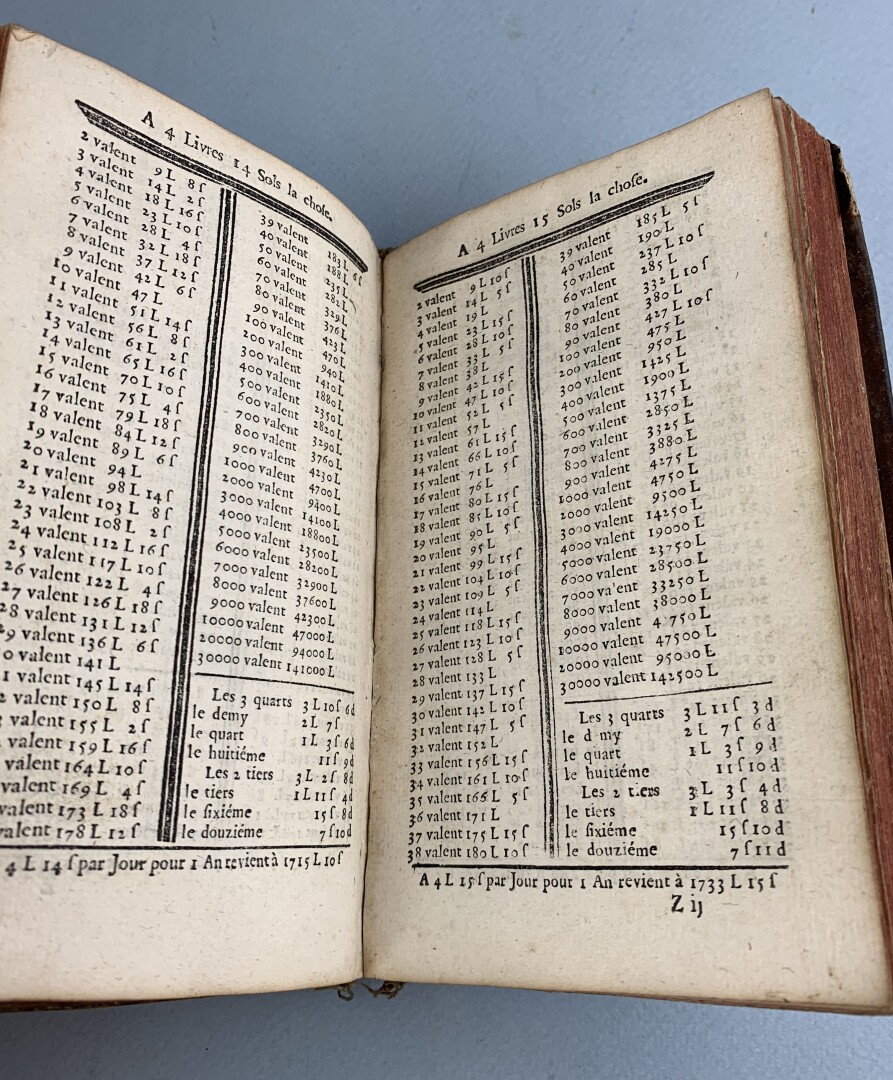 A 4 Livres 14 Sols la choſe.
2 valent 9 L 8 ſ
3 valent 14 L 2 ſ
4 valent 18 L 16 ſ
5 valent 23 L 10 ſ
6 valent 28 L 4 ſ
7 valent 32 L 18 ſ
8 valent 37 L 12 ſ
9 valent 42 L 6 ſ
10 valent 47 L
11 valent 51 L 14 ſ
12 valent 56 L 8 ſ
13 valent 61 L 2 ſ
14 valent 65 L 16 ſ
15 valent 70 L 10 ſ
16 valent 75 L 4 ſ
17 valent 79 L 18 ſ
18 valent 84 L 12 ſ
19 valent 89 L 6 ſ
20 valent 94 L
21 valent 98 L 14 ſ
22 valent 103 L 8 ſ
23 valent 108 L 2 ſ
24 valent 112 L 16 ſ
25 valent 117 L 10 ſ
26 valent 122 L 4 ſ
27 valent 126 L 18 ſ
28 valent 131 L 12 ſ
29 valent 136 L 6 ſ
0 valent 141 L
1 valent 145 L 14 ſ
2 valent 150 L 8 ſ
valent 155 L 2 ſ
valent 159 L 16 ſ
valent 164 L 10 ſ
valent 169 L 4 ſ
valent 173 L 18 ſ
valent 178 L 12 ſ
39 valent 183 L 6 ſ
40 valent 188 L
50 valent 235 L
60 valent 282 L
70 valent 329 L
80 valent 376 L
90 valent 423 L
100 valent 470 L
200 valent 940 L
300 valent 1410 L
400 valent 1880 L
500 valent 2350 L
600 valent 2820 L
700 valent 3290 L
800 valent 3760 L
900 valent 4230 L
1000 valent 4700 L
2000 valent 9400 L
3000 valent 14100 L
4000 valent 18800 L
5000 valent 23500 L
6000 valent 28200 L
7000 valent 32900 L
8000 valent 37600 L
9000 valent 42300 L
10000 valent 47000 L
20000 valent 94000 L
30000 valent 141000 L
Les 3 quarts 3 L 10 ſ 6 d
le demy 2 L 7 ſ
le quart 1 L 3 ſ 6 d
le huitiéme 11 ſ 9 d
Les 2 tiers 3 L 2 ſ 8 d
le tiers 1 L 11 ſ 4 d
le ſixiéme 15 ſ 8 d
le douziéme 7 ſ 10 d
4 L 14 ſ par Jour pour 1 An revient à 1715 L 10 ſ
A 4 Livres 15 Sols la choſe.
2 valent 9 L 10 ſ
3 valent 14 L 5 ſ
4 valent 19 L
5 valent 23 L 15 ſ
6 valent 28 L 10 ſ
7 valent 33 L 5 ſ
8 valent 38 L
9 valent 42 L 15 ſ
10 valent 47 L 10 ſ
11 valent 52 L 5 ſ
12 valent 57 L
13 valent 61 L 15 ſ
14 valent 66 L 10 ſ
15 valent 71 L 5 ſ
16 valent 76 L
17 valent 80 L 15 ſ
18 valent 85 L 10 ſ
19 valent 90 L 5 ſ
20 valent 95 L
21 valent 99 L 15 ſ
22 valent 104 L 10 ſ
23 valent 109 L 5 ſ
24 valent 114 L
25 valent 118 L 15 ſ
26 valent 123 L 10 ſ
27 valent 128 L 5 ſ
28 valent 133 L
29 valent 137 L 15 ſ
30 valent 142 L 10 ſ
31 valent 147 L 5 ſ
32 valent 152 L
33 valent 156 L 15 ſ
34 valent 161 L 10 ſ
35 valent 166 L 5 ſ
36 valent 171 L
37 valent 175 L 15 ſ
38 valent 180 L 10 ſ
39 valent 185 L 5 ſ
40 valent 190 L
50 valent 237 L 10 ſ
60 valent 285 L
70 valent 332 L 10 ſ
80 valent 380 L
90 valent 427 L 10 ſ
100 valent 475 L
200 valent 950 L
300 valent 1425 L
400 valent 1900 L
500 valent 1375 L
600 valent 2850 L
700 valent 3325 L
800 valent 3880 L
900 valent 4275 L
1000 valent 4750 L
2000 valent 9500 L
3000 valent 14250 L
4000 valent 19000 L
5000 valent 23750 L
6000 valent 28500 L
7000 va'ent 33250 L
8000 valent 38000 L
9000 valent 4 750 L
10000 valent 47500 L
20000 valent 95000 L
30000 valent 142500 L
Les 3 quarts 3 L 11 ſ 3 d
le d my 2 L 7 ſ 6 d
le quart 1 L 3 ſ 9 d
le huitiéme 11 ſ 10 d
Les 2 tiers 3 L 3 ſ 4 d
le tiers 1 L 11 ſ 8 d
le ſixiéme 15 ſ 10 d
le douziéme 7 ſ 11 d
A 4 L 15 ſ par Jour pour 1 An revient à 1733 L 15 ſ
Z ij